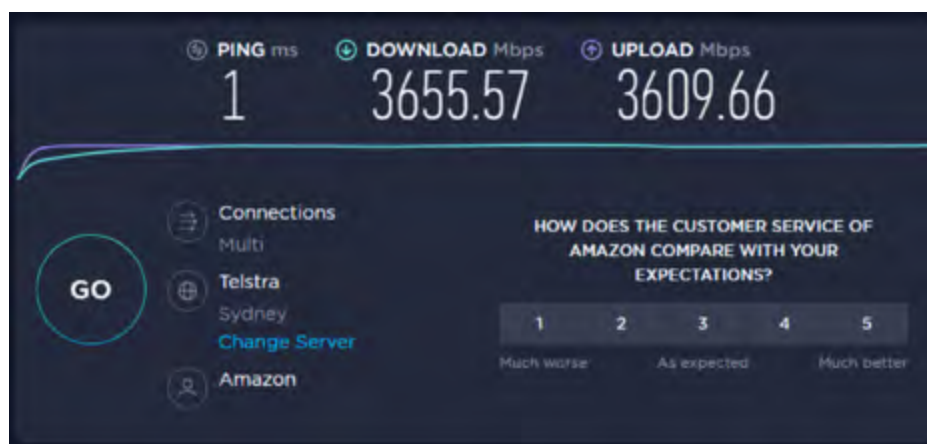 PING ms DOWNLOAD Mbps UPLOAD Mbps
1 3655.57 3609.66
Connections
Multi
HOW DOES THE CUSTOMER SERVICE OF
AMAZON COMPARE WITH YOUR
EXPECTATIONS?
GO
Telstra
Sydney
Change Server
1 2 3 4 5
Much worse As expected Much better
Amazon